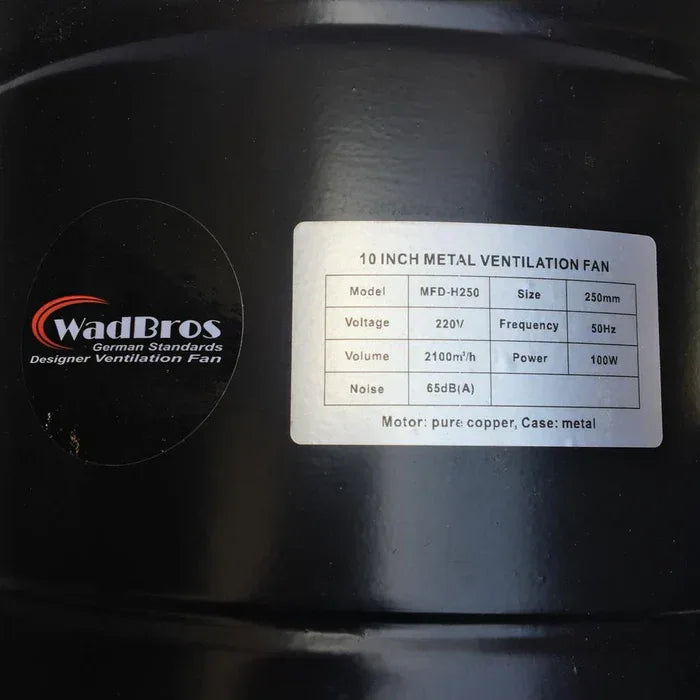 WadBros
German Standards
Designer Ventilation Fan
10 INCH METAL VENTILATION FAN
Model MFD-H250 Size 250mm
Voltage 220V Frequency 50Hz
Volume 2100m³/h Power 100W
Noise 65dB(A)
Motor: pure copper, Case: metal